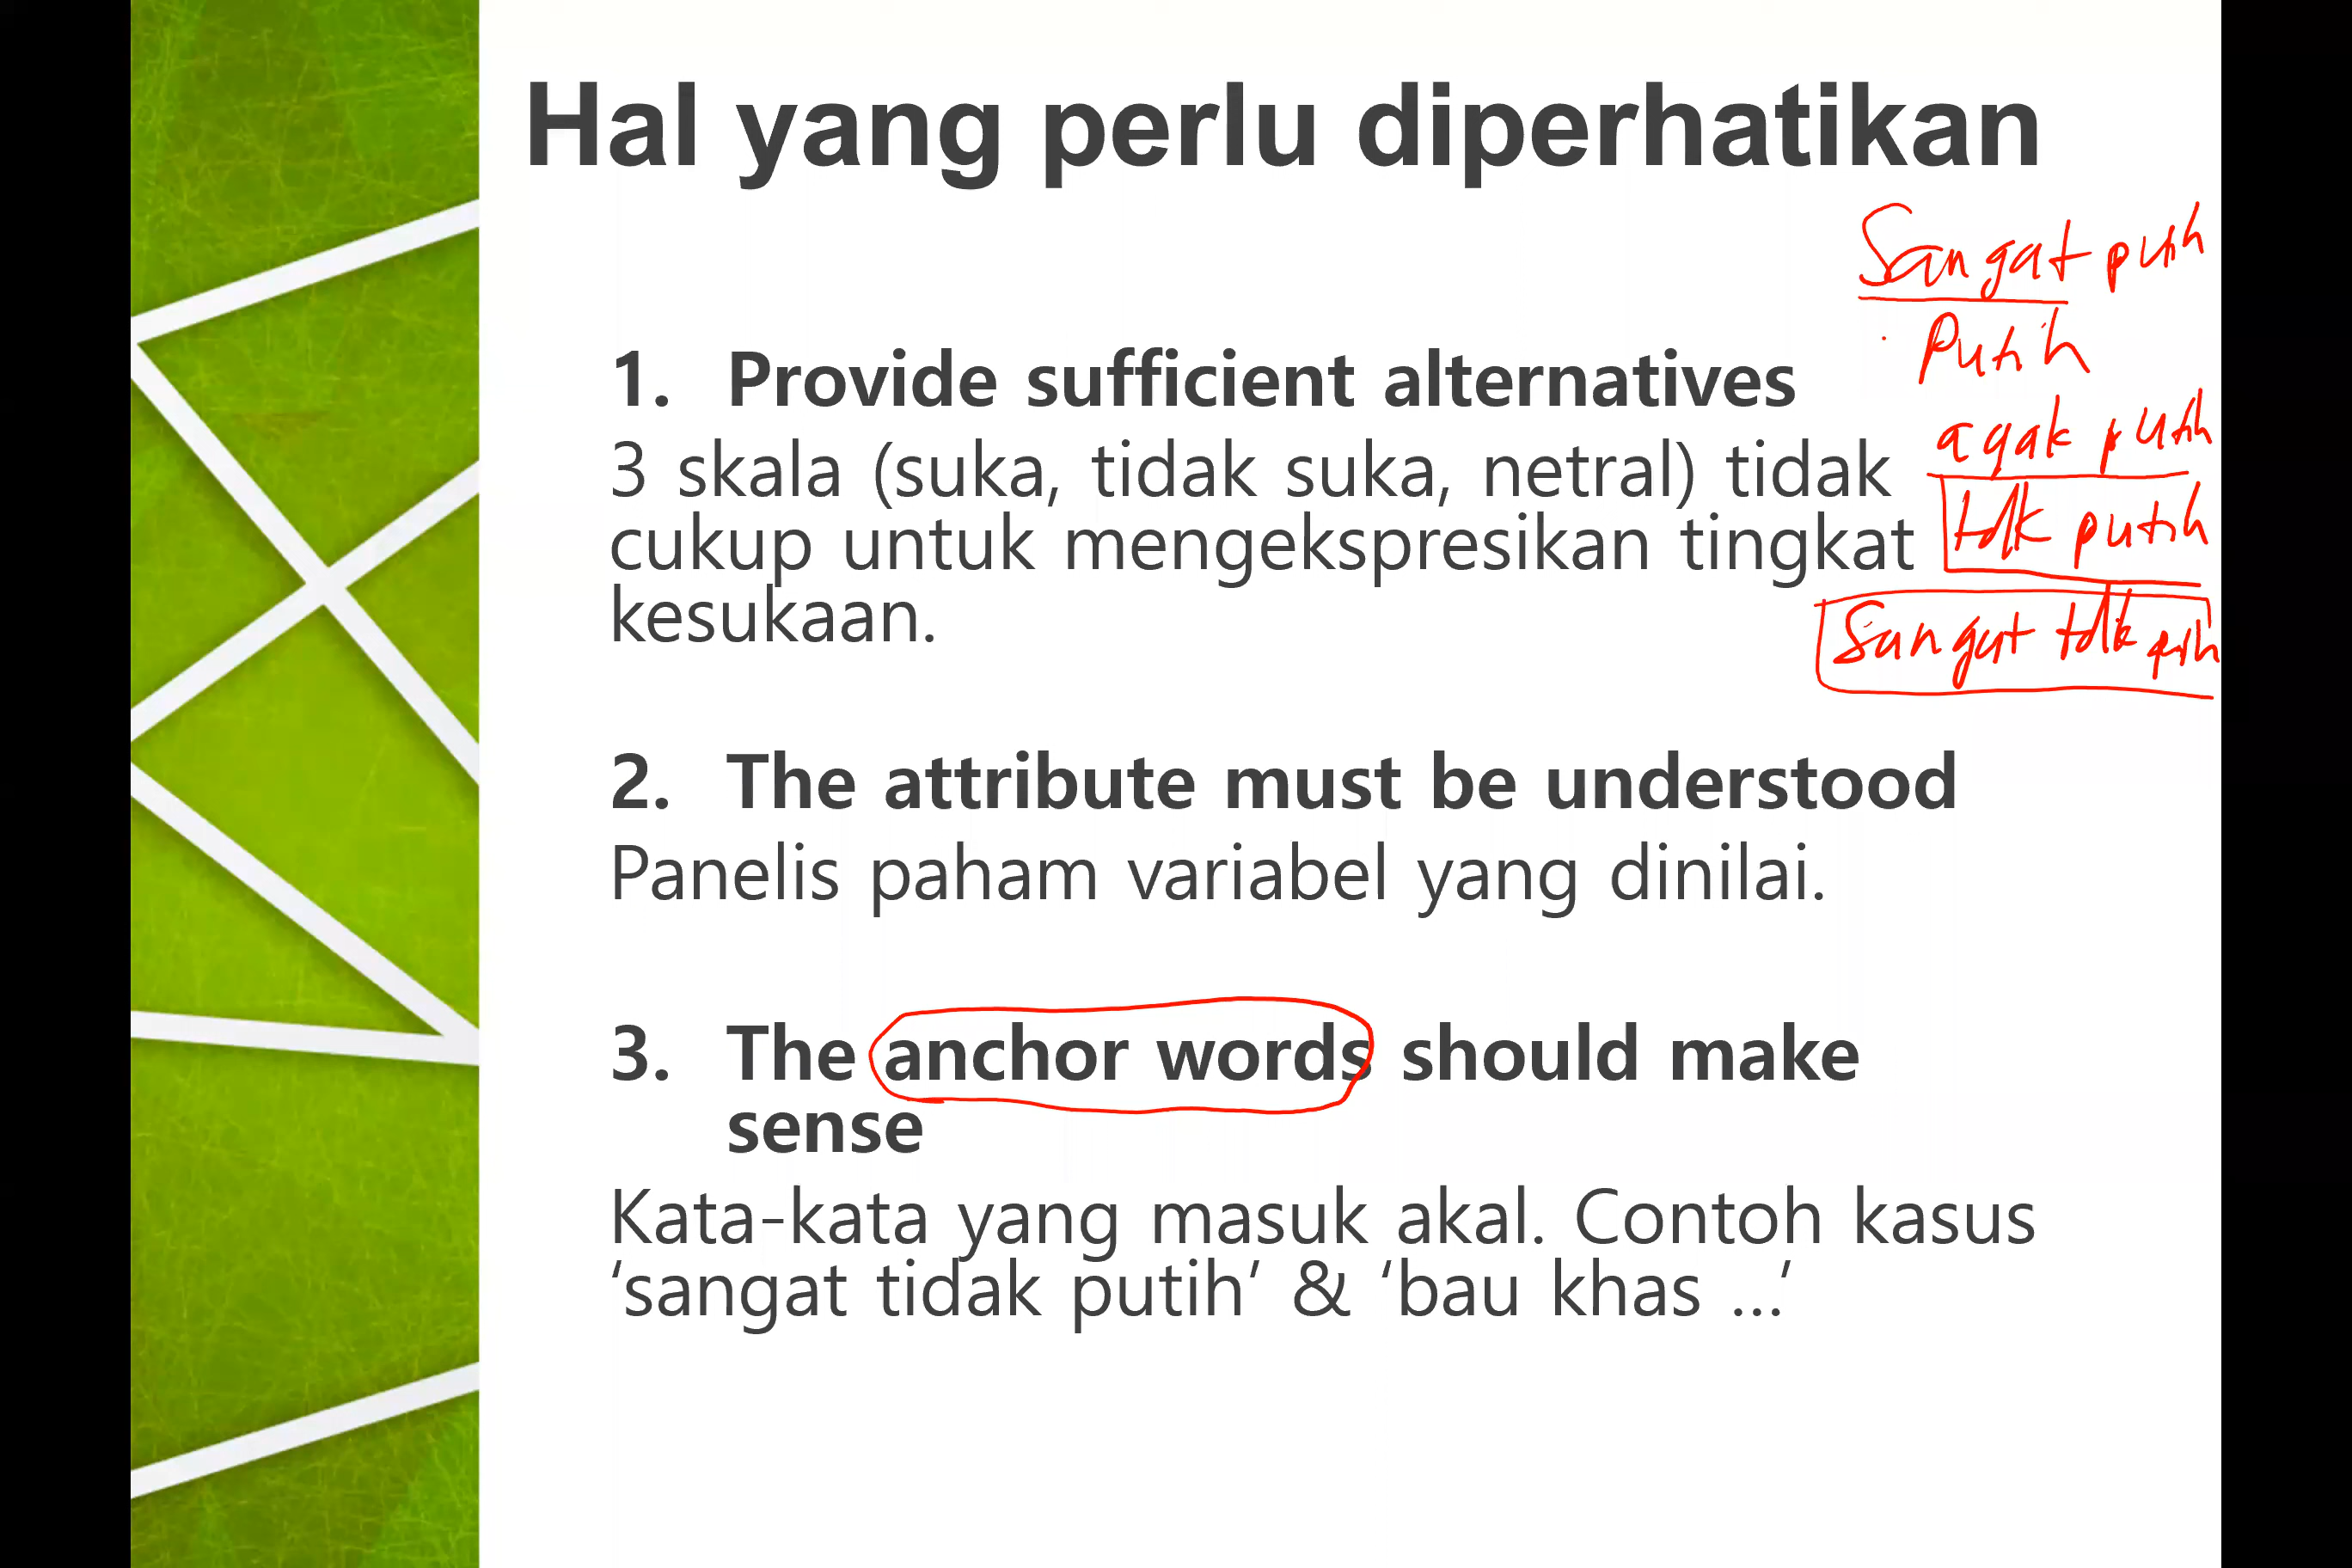 Hal yang perlu diperhatikan
Sangat putih
Putih
agak putih
tdk putih
Sangat tdk putih
1. Provide sufficient alternatives
3 skala (suka, tidak suka, netral) tidak
cukup untuk mengekspresikan tingkat
kesukaan.
2. The attribute must be understood
Panelis paham variabel yang dinilai.
3. The anchor words should make
sense
Kata-kata yang masuk akal. Contoh kasus
‘sangat tidak putih’ & ‘bau khas ...’